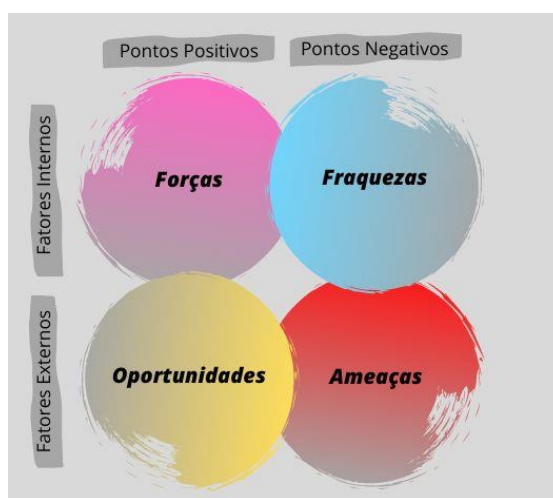 Pontos Positivos
Pontos Negativos
Fatores Internos
Forças
Fraquezas
Fatores Externos
Oportunidades
Ameaças